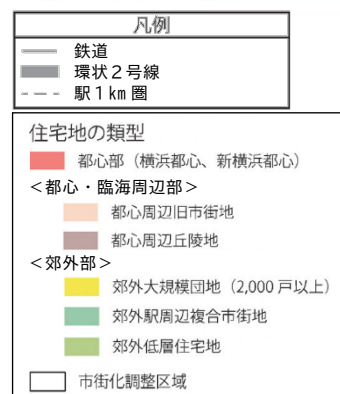 凡例
鉄道
環状２号線
駅１㎞圏
住宅地の類型
都心部（横浜都心、新横浜都心）
＜都心・臨海周辺部＞
都心周辺旧市街地
都心周辺丘陵地
＜郊外部＞
郊外大規模団地（2,000 戸以上）
郊外駅周辺複合市街地
郊外低層住宅地
市街化調整区域